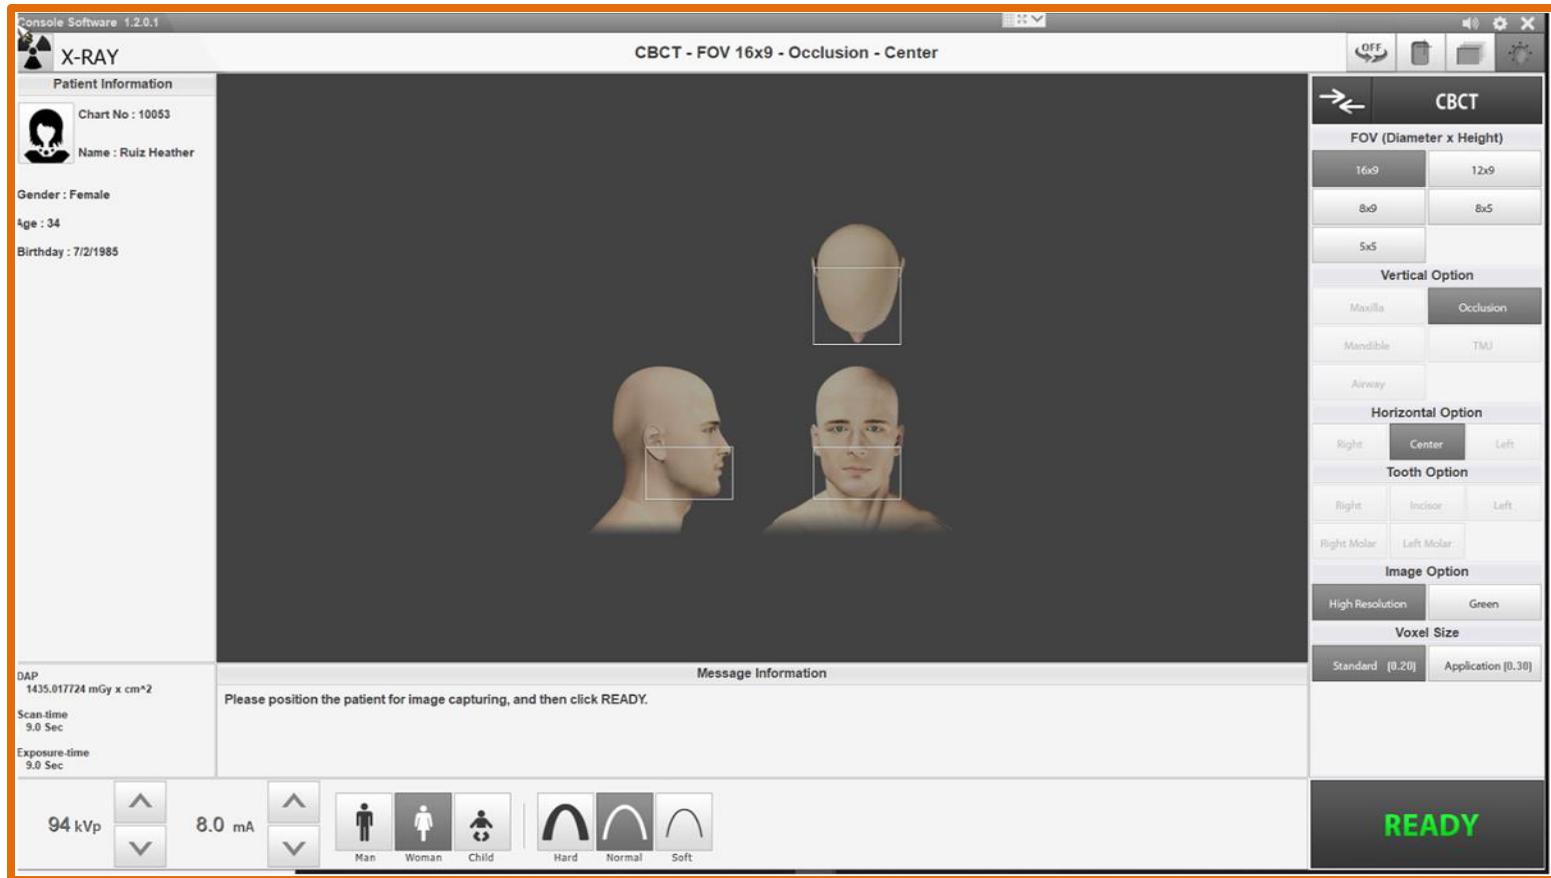 Console Software 1.2.0.1
X-RAY
CBCT - FOV 16x9 - Occlusion - Center
OFF
Patient Information
Chart No : 10053
Name : Ruiz Heather
Gender : Female
Age : 34
Birthday : 7/2/1985
CBCT
FOV (Diameter x Height)
16x9 12x9
8x9 8x5
5x5
Vertical Option
Maxilla Occlusion
Mandible TMJ
Airway
Horizontal Option
Right Center Left
Tooth Option
Right Incisor Left
Right Molar Left Molar
Image Option
High Resolution Green
Voxel Size
Standard (0.20) Application (0.30)
DAP
1435.017724 mGy x cm^2
Scan-time
9.0 Sec
Exposure-time
9.0 Sec
Message Information
Please position the patient for image capturing, and then click READY.
94 kVp
8.0 mA
Man Woman Child
Hard Normal Soft
READY